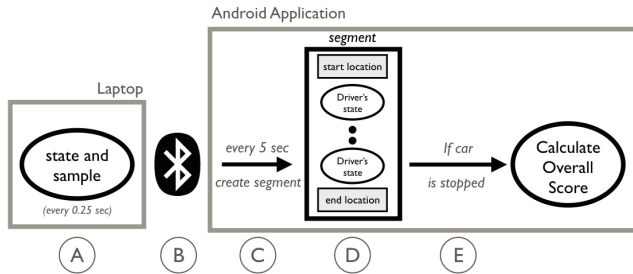 Android Application
Laptop
state and
sample
(every 0.25 sec)
every 5 sec
create segment
segment
start location
Driver's
state
Driver's
state
end location
If car
is stopped
Calculate
Overall
Score
A
B
C
D
E